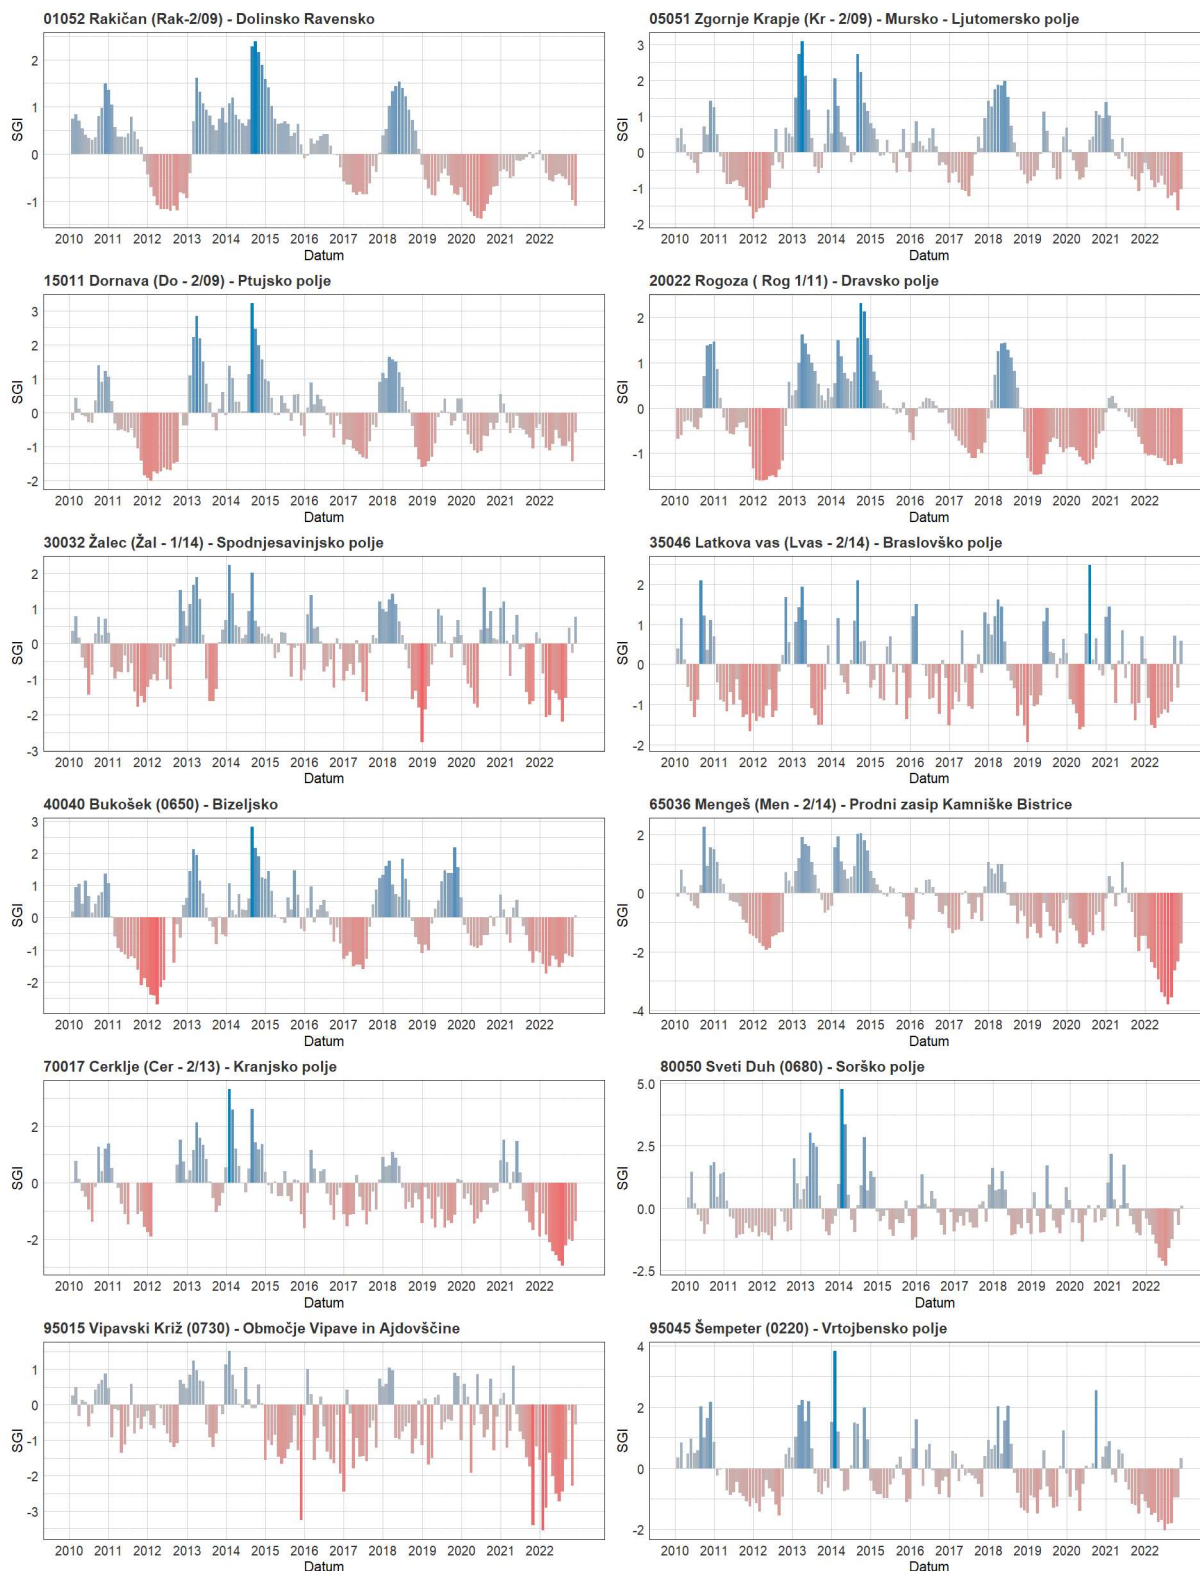 01052 Rakičan (Rak-2/09) - Dolinsko Ravensko
SGI
2
1
0
-1
2010 2011 2012 2013 2014 2015 2016 2017 2018 2019 2020 2021 2022
Datum
05051 Zgornje Krapje (Kr - 2/09) - Mursko - Ljutomersko polje
SGI
3
2
1
0
-1
-2
2010 2011 2012 2013 2014 2015 2016 2017 2018 2019 2020 2021 2022
Datum
15011 Dornava (Do - 2/09) - Ptujsko polje
SGI
3
2
1
0
-1
-2
2010 2011 2012 2013 2014 2015 2016 2017 2018 2019 2020 2021 2022
Datum
20022 Rogoza ( Rog 1/11) - Dravsko polje
SGI
2
1
0
-1
2010 2011 2012 2013 2014 2015 2016 2017 2018 2019 2020 2021 2022
Datum
30032 Žalec (Žal - 1/14) - Spodnjesavinjsko polje
SGI
2
1
0
-1
-2
-3
2010 2011 2012 2013 2014 2015 2016 2017 2018 2019 2020 2021 2022
Datum
35046 Latkova vas (Lvas - 2/14) - Braslovško polje
SGI
2
1
0
-1
-2
2010 2011 2012 2013 2014 2015 2016 2017 2018 2019 2020 2021 2022
Datum
40040 Bukošek (0650) - Bizeljsko
SGI
3
2
1
0
-1
-2
2010 2011 2012 2013 2014 2015 2016 2017 2018 2019 2020 2021 2022
Datum
65036 Mengeš (Men - 2/14) - Prodni zasip Kamniške Bistrice
SGI
2
0
-2
-4
2010 2011 2012 2013 2014 2015 2016 2017 2018 2019 2020 2021 2022
Datum
70017 Cerklje (Cer - 2/13) - Kranjsko polje
SGI
2
0
-2
2010 2011 2012 2013 2014 2015 2016 2017 2018 2019 2020 2021 2022
Datum
80050 Sveti Duh (0680) - Sorško polje
SGI
5.0
2.5
0.0
-2.5
2010 2011 2012 2013 2014 2015 2016 2017 2018 2019 2020 2021 2022
Datum
95015 Vipavski Križ (0730) - Območje Vipave in Ajdovščine
SGI
1
0
-1
-2
-3
2010 2011 2012 2013 2014 2015 2016 2017 2018 2019 2020 2021 2022
Datum
95045 Šempeter (0220) - Vrtojbensko polje
SGI
4
2
0
-2
2010 2011 2012 2013 2014 2015 2016 2017 2018 2019 2020 2021 2022
Datum